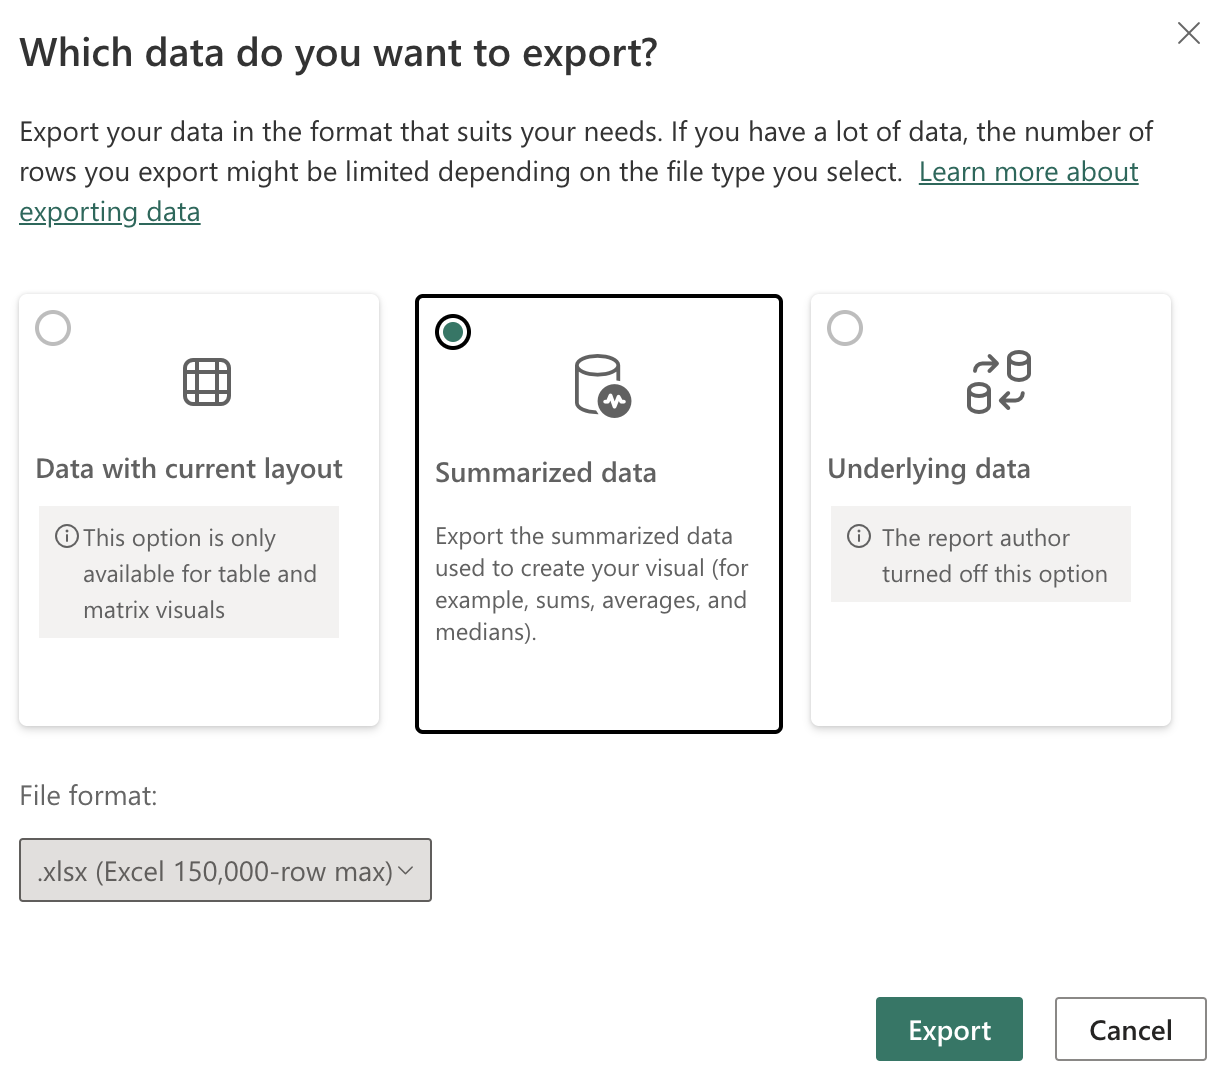 Which data do you want to export?
Export your data in the format that suits your needs. If you have a lot of data, the number of
rows you export might be limited depending on the file type you select. Learn more about
exporting data
Data with current layout
This option is only
available for table and
matrix visuals
Summarized data
Export the summarized data
used to create your visual (for
example, sums, averages, and
medians).
Underlying data
The report author
turned off this option
File format:
.xlsx (Excel 150,000-row max)
Export
Cancel